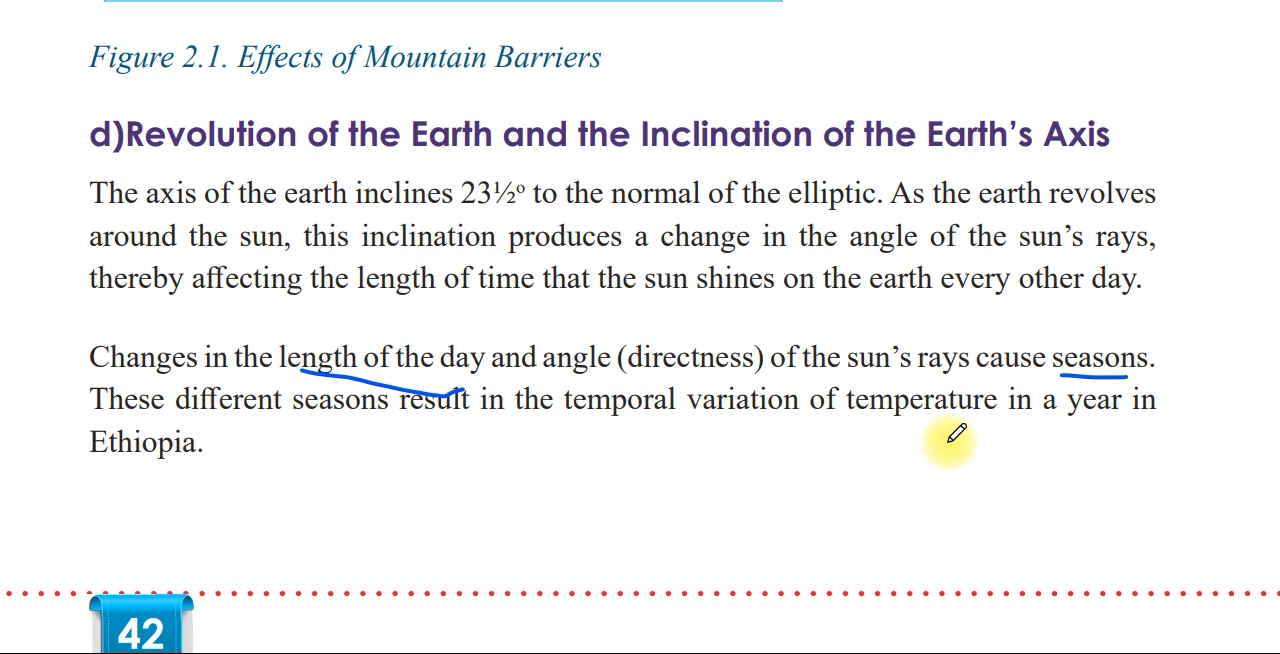 Figure 2.1. Effects of Mountain Barriers
d)Revolution of the Earth and the Inclination of the Earth's Axis
The axis of the earth inclines 23½º to the normal of the elliptic. As the earth revolves
around the sun, this inclination produces a change in the angle of the sun's rays,
thereby affecting the length of time that the sun shines on the earth every other day.
Changes in the length of the day and angle (directness) of the sun's rays cause seasons.
These different seasons result in the temporal variation of temperature in a year in
Ethiopia.
42